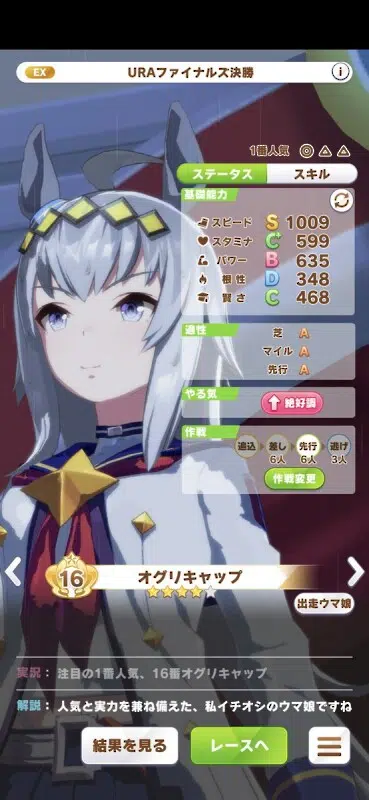 EX URAファイナルズ決勝 i
1番人気 ◎ △ △
ステータス スキル
基礎能力
スピード S 1009
スタミナ C+ 599
パワー B 635
根性 D 348
賢さ C 468
適性
芝 A
マイル A
先行 A
やる気 絶好調
作戦
追込 差し 先行 逃げ
6人 6人 3人
作戦変更
16 オグリキャップ
出走ウマ娘
実況： 注目の1番人気、16番オグリキャップ
解説： 人気と実力を兼ね備えた、私イチオシのウマ娘ですね
結果を見る レースへ